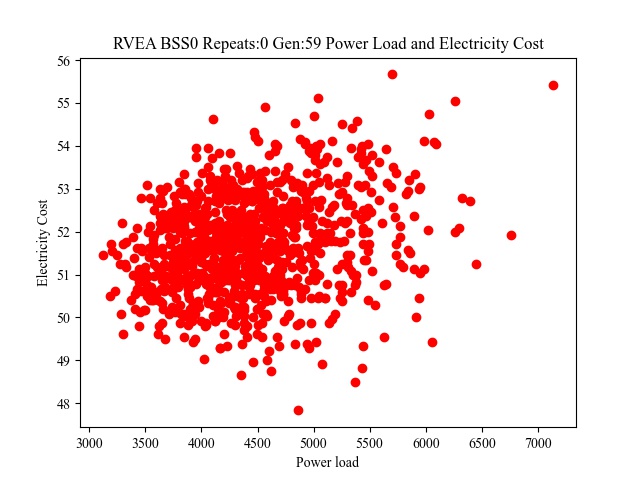 RVEA BSS0 Repeats:0 Gen:59 Power Load and Electricity Cost
56
55
54
53
52
51
50
49
48
Electricity Cost
3000 3500 4000 4500 5000 5500 6000 6500 7000
Power load